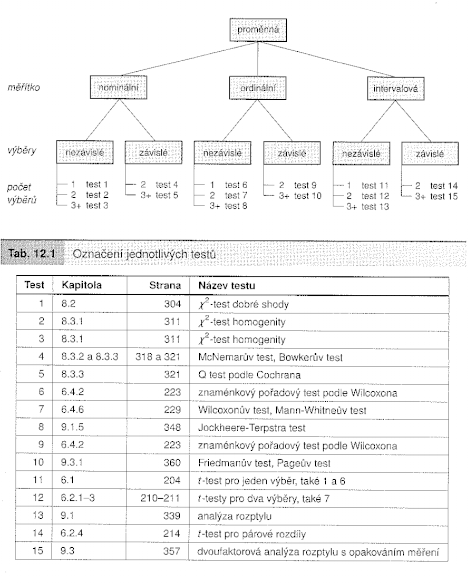 proměnná
měřítko nominální ordinální intervalová
výběry nezávislé závislé nezávislé závislé nezávislé závislé
počet 1 test 1 2 test 4 1 test 6 2 test 9 1 test 11 2 test 14
výběrů 2 test 2 3+ test 5 2 test 7 3+ test 10 2 test 12 3+ test 15
3+ test 3 3+ test 8 3+ test 13
Tab. 12.1 Označení jednotlivých testů
Test Kapitola Strana Název testu
1 8.2 304 χ²-test dobré shody
2 8.3.1 311 χ²-test homogenity
3 8.3.1 311 χ²-test homogenity
4 8.3.2 a 8.3.3 318 a 321 McNemarův test, Bowkerův test
5 8.3.3 321 Q test podle Cochrana
6 6.4.2 223 znaménkový pořadový test podle Wilcoxona
7 6.4.6 229 Wilcoxonův test, Mann-Whitneův test
8 9.1.5 348 Jockheere-Terpstra test
9 6.4.2 223 znaménkový pořadový test podle Wilcoxona
10 9.3.1 360 Friedmanův test, Pageův test
11 6.1 204 t-test pro jeden výběr, také 1 a 6
12 6.2.1–3 210–211 t-testy pro dva výběry, také 7
13 9.1 339 analýza rozptylu
14 6.2.4 214 t-test pro párové rozdíly
15 9.3 357 dvoufaktorová analýza rozptylu s opakováním měření